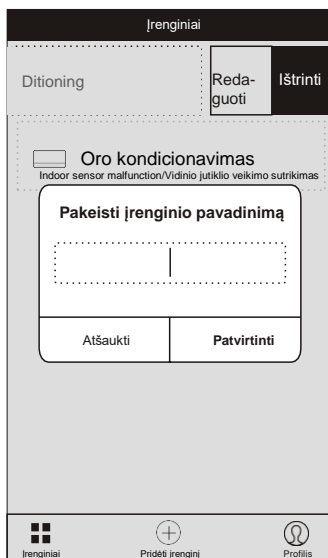 Įrenginiai
Ditioning
Reda-
guoti
Ištrinti
Oro kondicionavimas
Indoor sensor malfunction/Vidinio jutiklio veikimo sutrikimas
Pakeisti įrenginio pavadinimą
Atšaukti
Patvirtinti
Įrenginiai
Pridėti įrenginį
Profilis